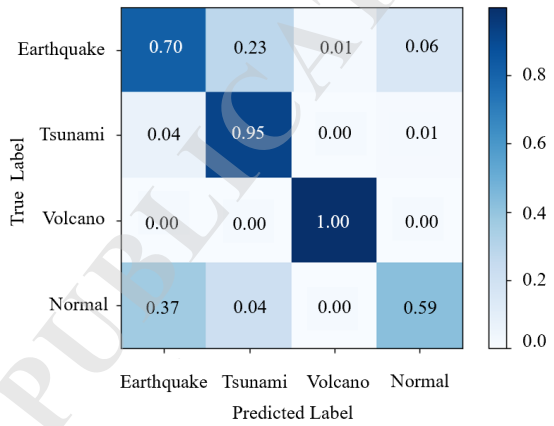 Earthquake 0.70 0.23 0.01 0.06
Tsunami 0.04 0.95 0.00 0.01
Volcano 0.00 0.00 1.00 0.00
Normal 0.37 0.04 0.00 0.59
True Label
Earthquake Tsunami Volcano Normal
Predicted Label
0.8
0.6
0.4
0.2
0.0
PUBLICAT